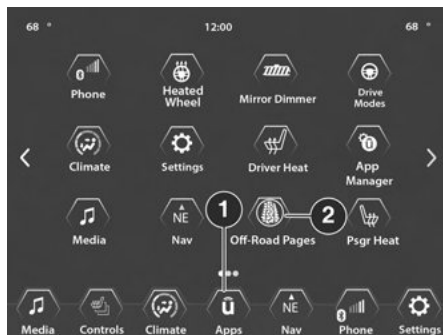 68 °
12:00
68 °
Phone
Heated
Wheel
Mirror Dimmer
Drive
Modes
Climate
Settings
Driver Heat
App
Manager
NE
1
2
Media
Nav
Off-Road Pages
Psgr Heat
û
NE
Media
Controls
Climate
Apps
Nav
Phone
Settings